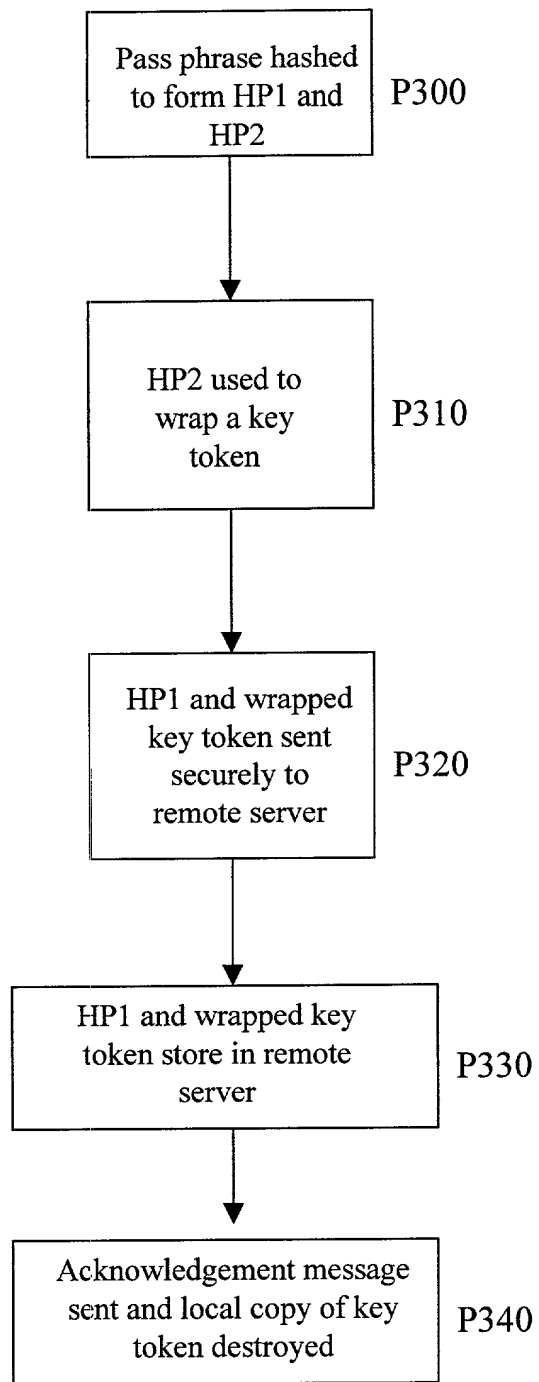 Pass phrase hashed
to form HP1 and
HP2
P300
HP2 used to
wrap a key
token
P310
HP1 and wrapped
key token sent
securely to
remote server
P320
HP1 and wrapped key
token store in remote
server
P330
Acknowledgement message
sent and local copy of key
token destroyed
P340